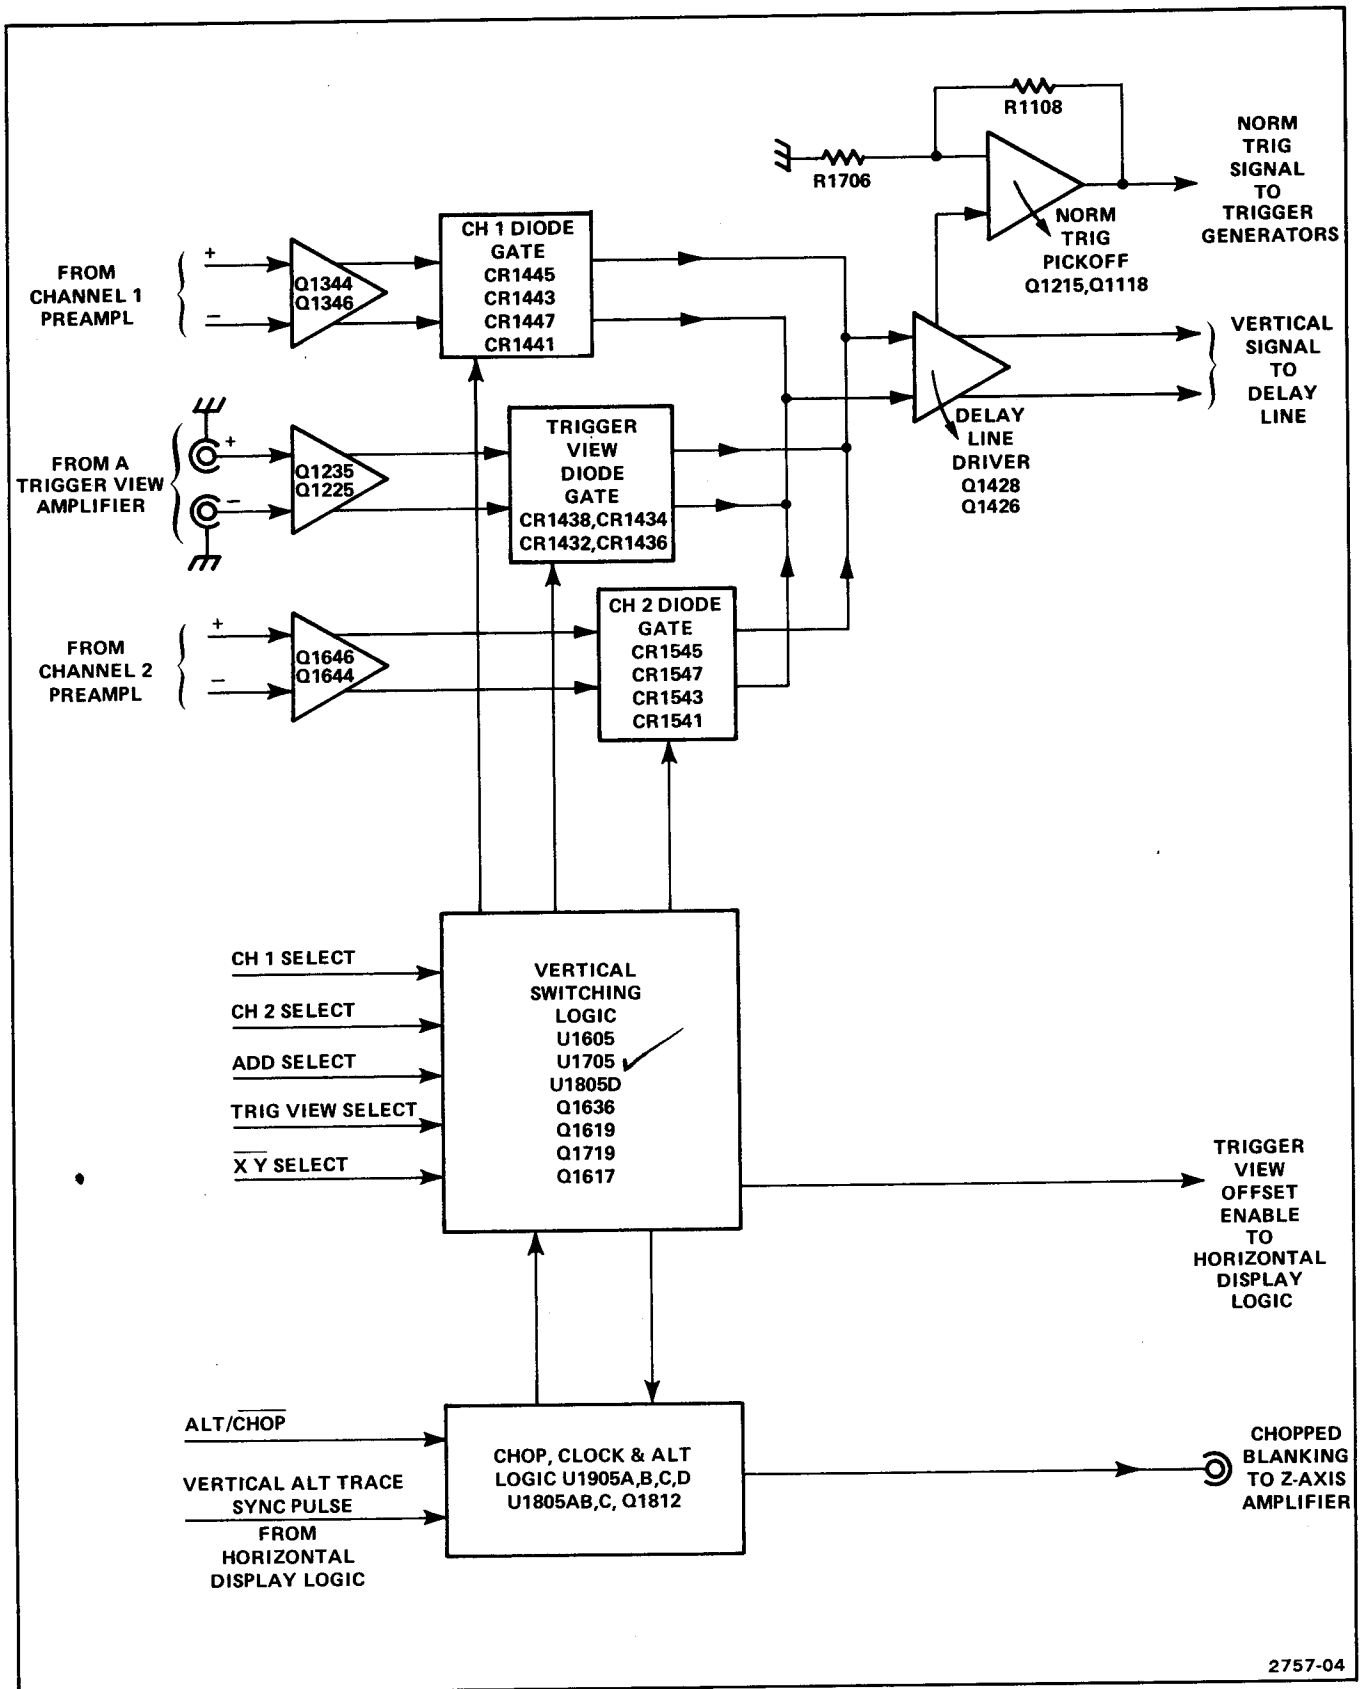 R1108
R1706
NORM
TRIG
SIGNAL
TO
TRIGGER
GENERATORS
NORM
TRIG
PICKOFF
Q1215,Q1118
FROM
CHANNEL 1
PREAMPL
+
−
Q1344
Q1346
CH 1 DIODE
GATE
CR1445
CR1443
CR1447
CR1441
VERTICAL
SIGNAL
TO
DELAY
LINE
DELAY
LINE
DRIVER
Q1428
Q1426
FROM A
TRIGGER VIEW
AMPLIFIER
+
−
Q1235
Q1225
TRIGGER
VIEW
DIODE
GATE
CR1438,CR1434
CR1432,CR1436
FROM
CHANNEL 2
PREAMPL
+
−
Q1646
Q1644
CH 2 DIODE
GATE
CR1545
CR1547
CR1543
CR1541
CH 1 SELECT
CH 2 SELECT
ADD SELECT
TRIG VIEW SELECT
X̅ Y̅ SELECT
VERTICAL
SWITCHING
LOGIC
U1605
U1705
U1805D
Q1636
Q1619
Q1719
Q1617
TRIGGER
VIEW
OFFSET
ENABLE
TO
HORIZONTAL
DISPLAY
LOGIC
ALT/C̅H̅O̅P̅
VERTICAL ALT TRACE
SYNC PULSE
FROM
HORIZONTAL
DISPLAY LOGIC
CHOP, CLOCK & ALT
LOGIC U1905A,B,C,D
U1805AB,C, Q1812
CHOPPED
BLANKING
TO Z-AXIS
AMPLIFIER
2757-04